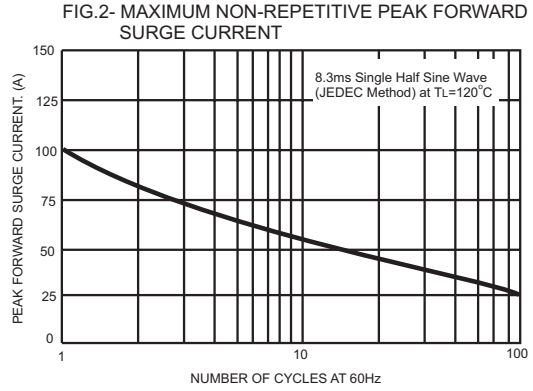 FIG.2- MAXIMUM NON-REPETITIVE PEAK FORWARD
SURGE CURRENT
150
125
100
75
50
25
0
PEAK FORWARD SURGE CURRENT. (A)
8.3ms Single Half Sine Wave
(JEDEC Method) at TL=120°C
1
10
100
NUMBER OF CYCLES AT 60Hz